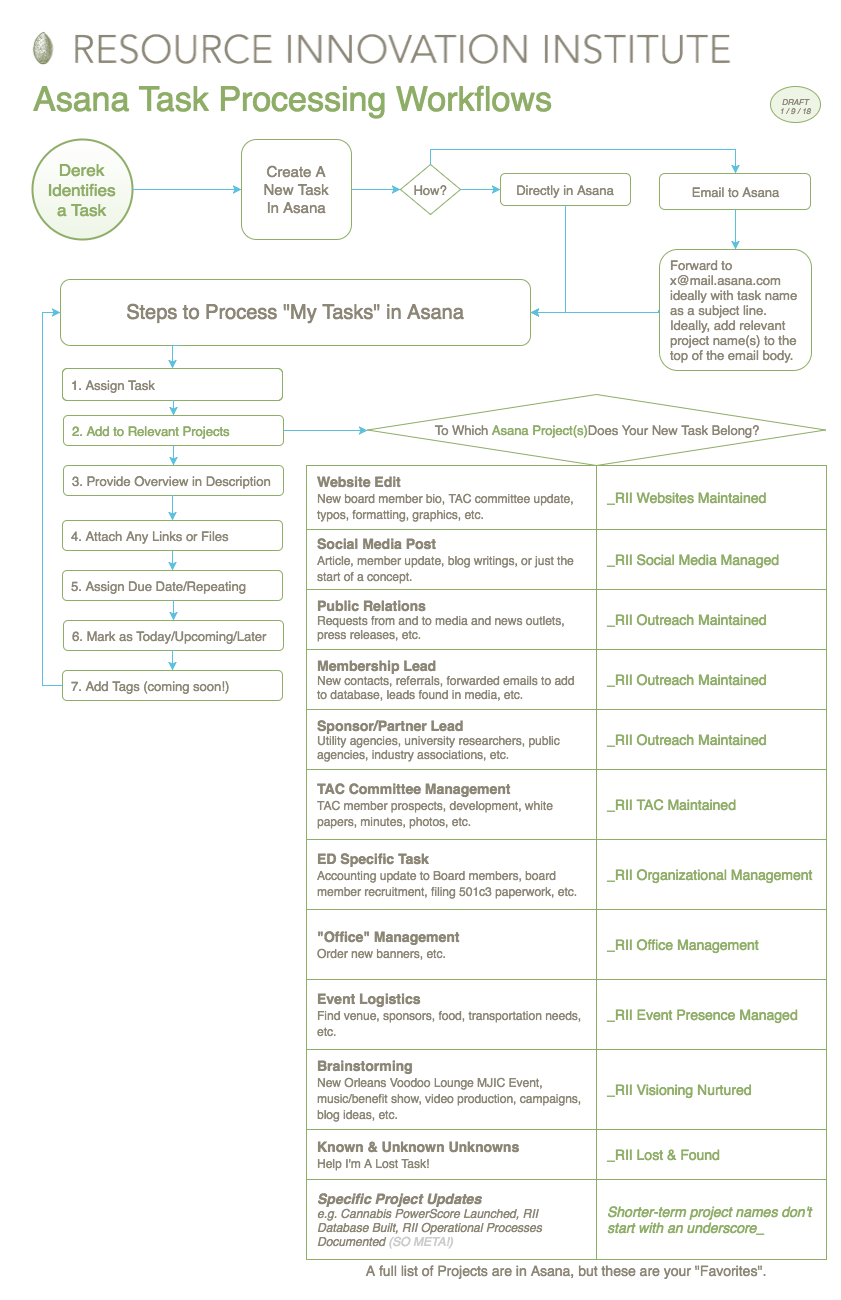 RESOURCE INNOVATION INSTITUTE
Asana Task Processing Workflows
DRAFT
1 / 9 / 18
Derek
Identifies
a Task
Create A
New Task
In Asana
How?
Directly in Asana
Email to Asana
Forward to
x@mail.asana.com
ideally with task name
as a subject line.
Ideally, add relevant
project name(s) to the
top of the email body.
Steps to Process "My Tasks" in Asana
1. Assign Task
2. Add to Relevant Projects
3. Provide Overview in Description
4. Attach Any Links or Files
5. Assign Due Date/Repeating
6. Mark as Today/Upcoming/Later
7. Add Tags (coming soon!)
To Which Asana Project(s)Does Your New Task Belong?
Website Edit
New board member bio, TAC committee update,
typos, formatting, graphics, etc.
_RII Websites Maintained
Social Media Post
Article, member update, blog writings, or just the
start of a concept.
_RII Social Media Managed
Public Relations
Requests from and to media and news outlets,
press releases, etc.
_RII Outreach Maintained
Membership Lead
New contacts, referrals, forwarded emails to add
to database, leads found in media, etc.
_RII Outreach Maintained
Sponsor/Partner Lead
Utility agencies, university researchers, public
agencies, industry associations, etc.
_RII Outreach Maintained
TAC Committee Management
TAC member prospects, development, white
papers, minutes, photos, etc.
_RII TAC Maintained
ED Specific Task
Accounting update to Board members, board
member recruitment, filing 501c3 paperwork, etc.
_RII Organizational Management
"Office" Management
Order new banners, etc.
_RII Office Management
Event Logistics
Find venue, sponsors, food, transportation needs,
etc.
_RII Event Presence Managed
Brainstorming
New Orleans Voodoo Lounge MJIC Event,
music/benefit show, video production, campaigns,
blog ideas, etc.
_RII Visioning Nurtured
Known & Unknown Unknowns
Help I'm A Lost Task!
_RII Lost & Found
Specific Project Updates
e.g. Cannabis PowerScore Launched, RII
Database Built, RII Operational Processes
Documented (SO META!)
Shorter-term project names don't
start with an underscore_
A full list of Projects are in Asana, but these are your "Favorites".